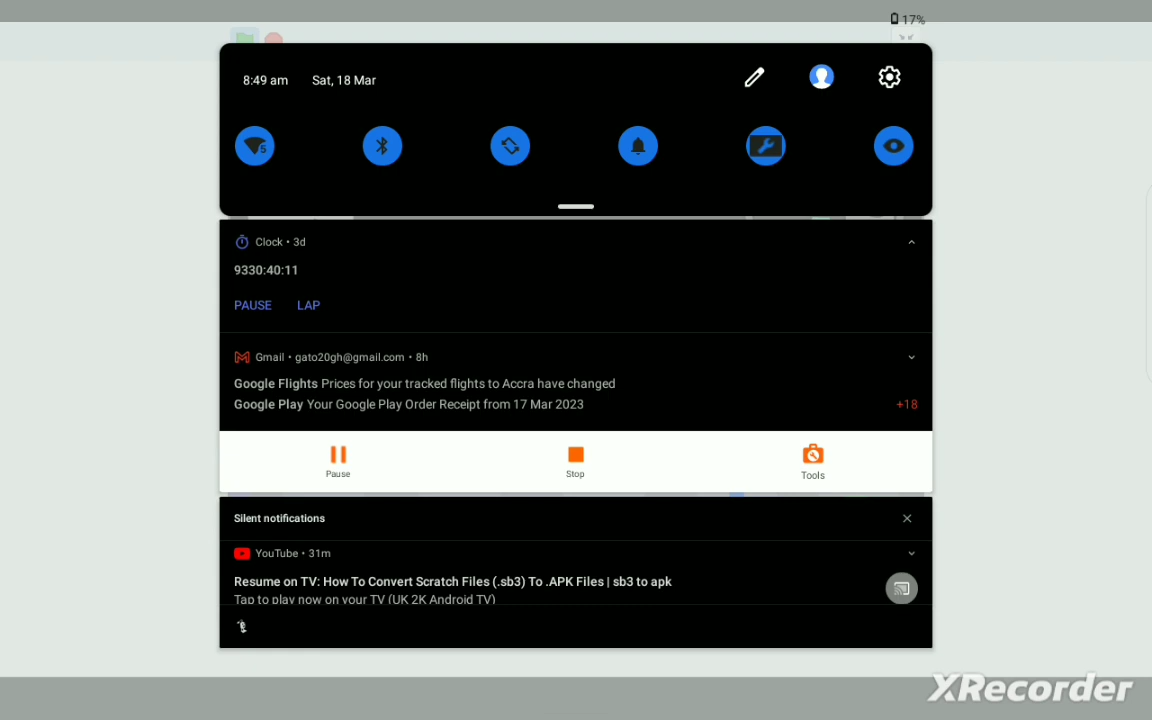 17%
8:49 am Sat, 18 Mar
5
Clock • 3d
9330:40:11
PAUSE LAP
Gmail • gato20gh@gmail.com • 8h
Google Flights Prices for your tracked flights to Accra have changed
Google Play Your Google Play Order Receipt from 17 Mar 2023 +18
Pause Stop Tools
Silent notifications
YouTube • 31m
Resume on TV: How To Convert Scratch Files (.sb3) To .APK Files | sb3 to apk
Tap to play now on your TV (UK 2K Android TV)
XRecorder